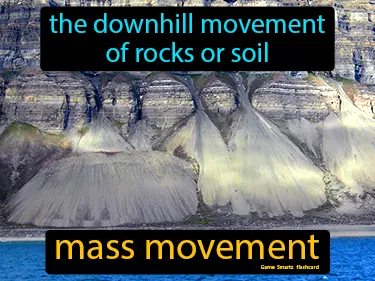 the downhill movement
of rocks or soil
mass movement
Game Smartz flashcard